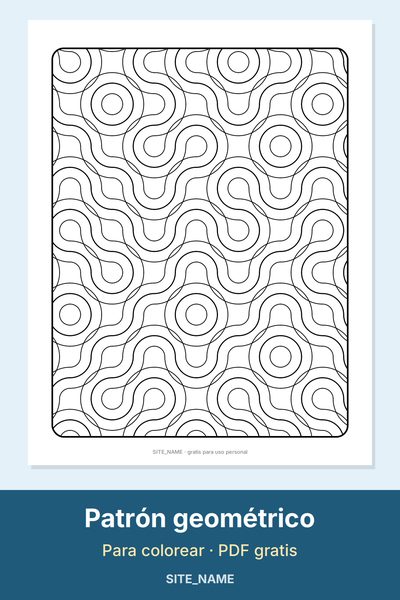 SITE_NAME · gratis para uso personal
Patrón geométrico
Para colorear · PDF gratis
SITE_NAME